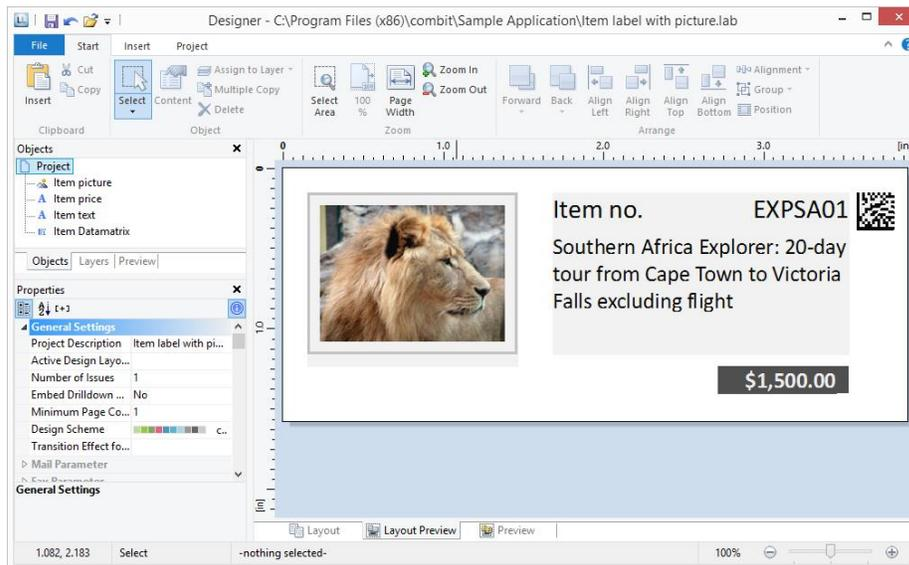 Designer - C:\Program Files (x86)\combit\Sample Application\Item label with picture.lab
File Start Insert Project
Insert
Cut
Copy
Clipboard
Select
Content
Assign to Layer
Multiple Copy
Delete
Object
Select Area
100 %
Page Width
Zoom In
Zoom Out
Zoom
Forward
Back
Align Left
Align Right
Align Top
Align Bottom
Alignment
Group
Position
Arrange
Objects
Project
Item picture
Item price
Item text
Item Datamatrix
Objects Layers Preview
Properties
General Settings
Project Description Item label with pi...
Active Design Layo...
Number of Issues 1
Embed Drilldown ... No
Minimum Page Co... 1
Design Scheme c..
Transition Effect fo...
Mail Parameter
Fax Parameter
General Settings
0 1.0 2.0 3.0 [in
0
1.0
[in]
Item no. EXPSA01
Southern Africa Explorer: 20-day
tour from Cape Town to Victoria
Falls excluding flight
$1,500.00
Layout Layout Preview Preview
1.082, 2.183 Select -nothing selected- 100%